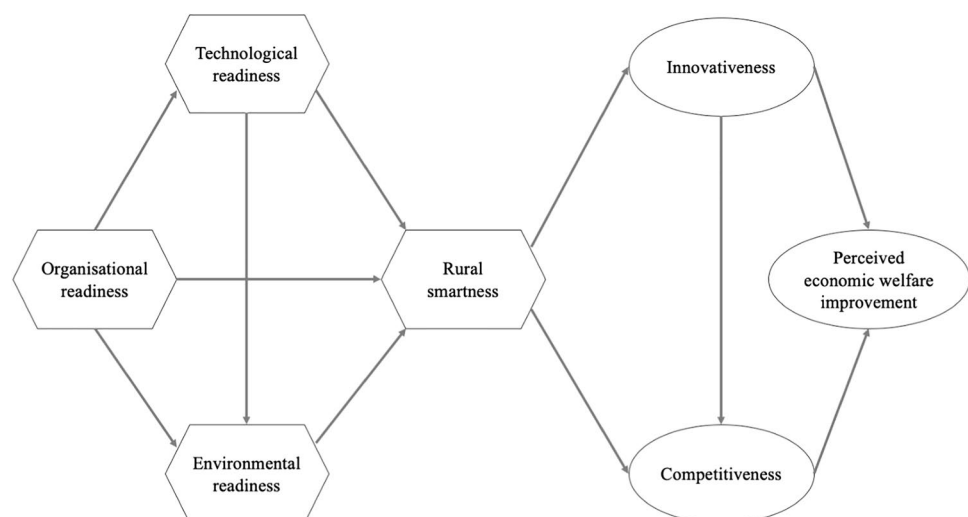 Technological
readiness
Innovativeness
Organisational
readiness
Rural
smartness
Perceived
economic welfare
improvement
Environmental
readiness
Competitiveness